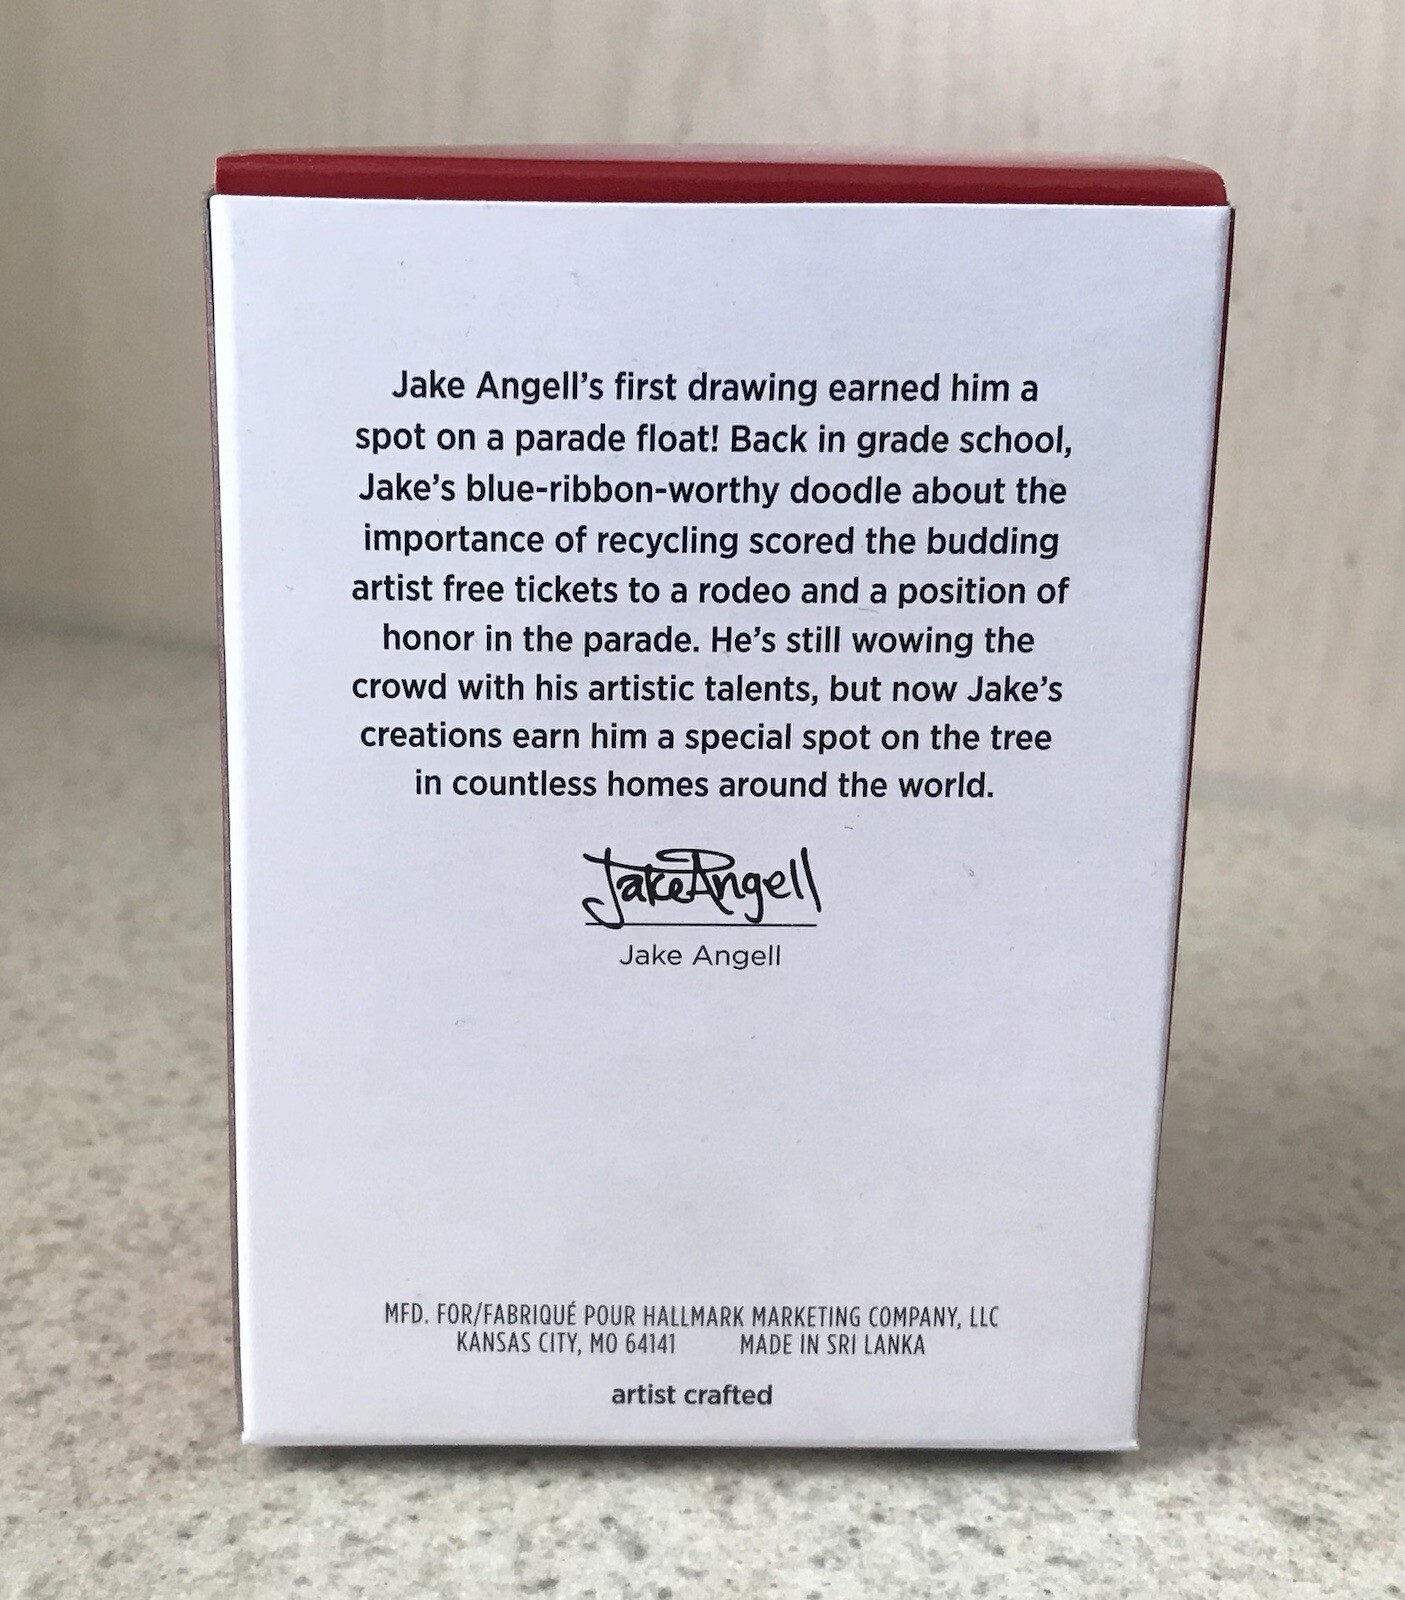 Jake Angell’s first drawing earned him a
spot on a parade float! Back in grade school,
Jake’s blue-ribbon-worthy doodle about the
importance of recycling scored the budding
artist free tickets to a rodeo and a position of
honor in the parade. He’s still wowing the
crowd with his artistic talents, but now Jake’s
creations earn him a special spot on the tree
in countless homes around the world.
Jake Angell
Jake Angell
MFD. FOR/FABRIQUÉ POUR HALLMARK MARKETING COMPANY, LLC
KANSAS CITY, MO 64141 MADE IN SRI LANKA
artist crafted